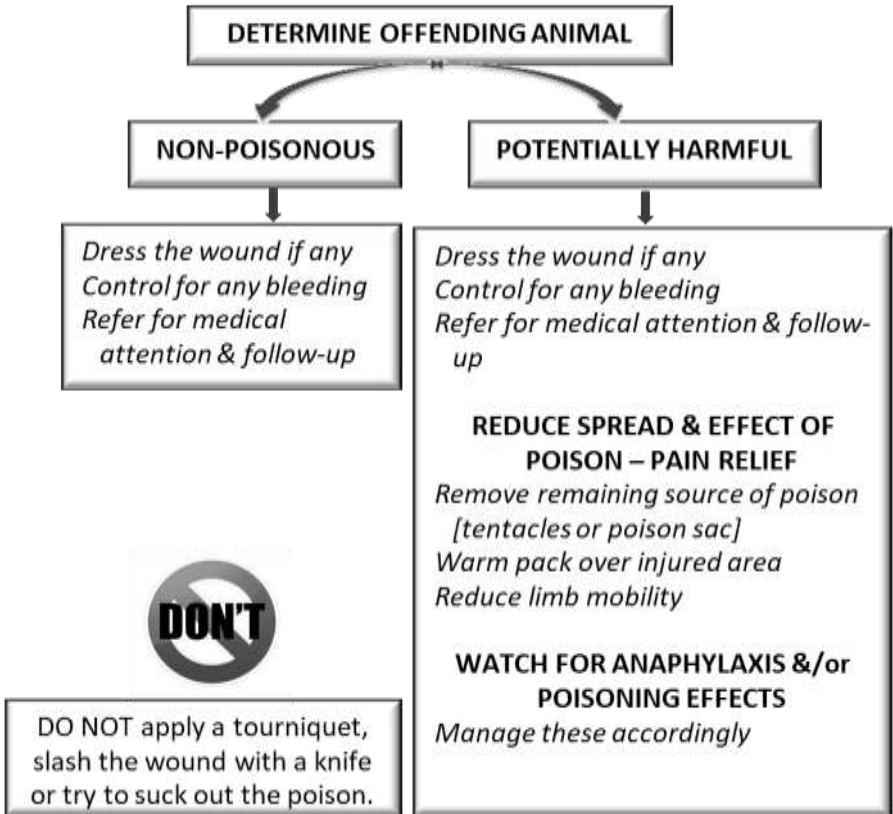 DETERMINE OFFENDING ANIMAL
NON-POISONOUS
Dress the wound if any
Control for any bleeding
Refer for medical
attention & follow-up
POTENTIALLY HARMFUL
Dress the wound if any
Control for any bleeding
Refer for medical attention & follow-
up
REDUCE SPREAD & EFFECT OF
POISON – PAIN RELIEF
Remove remaining source of poison
[tentacles or poison sac]
Warm pack over injured area
Reduce limb mobility
WATCH FOR ANAPHYLAXIS &/or
POISONING EFFECTS
Manage these accordingly
DON'T
DO NOT apply a tourniquet,
slash the wound with a knife
or try to suck out the poison.